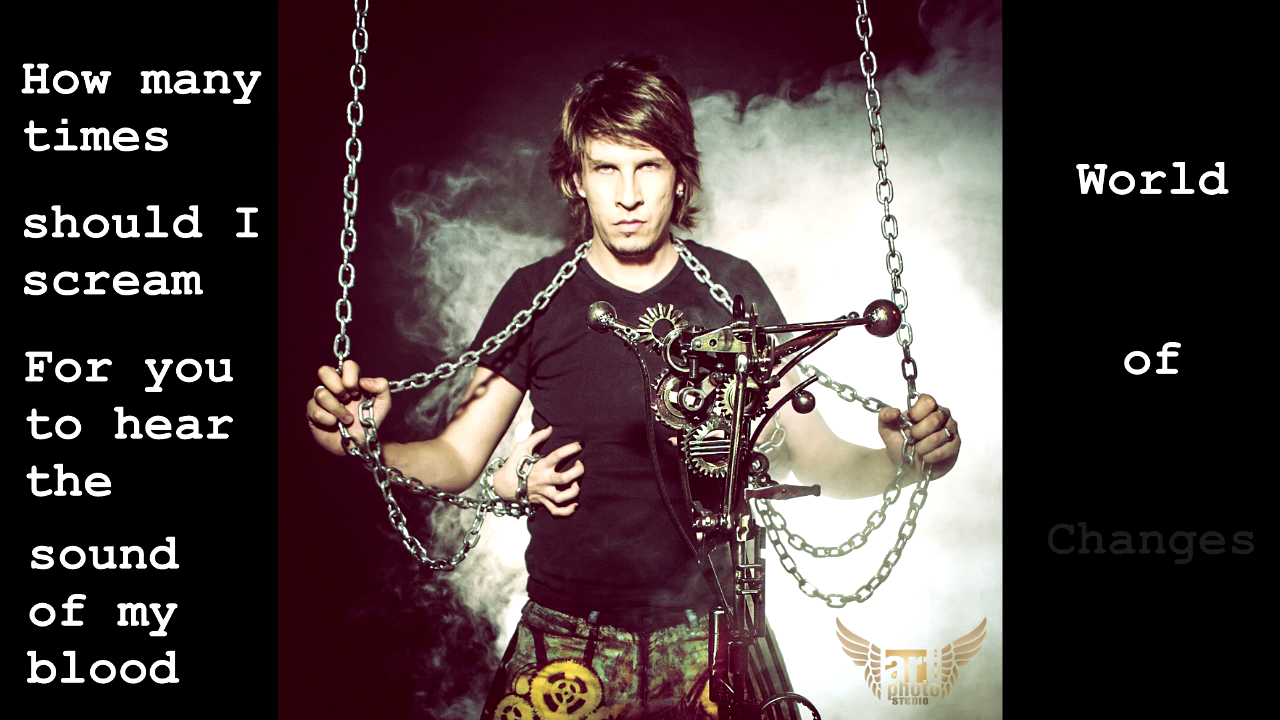 How many
times
should I
scream
For you
to hear
the
sound
of my
blood
World
of
Changes
arti
photo
STUDIO